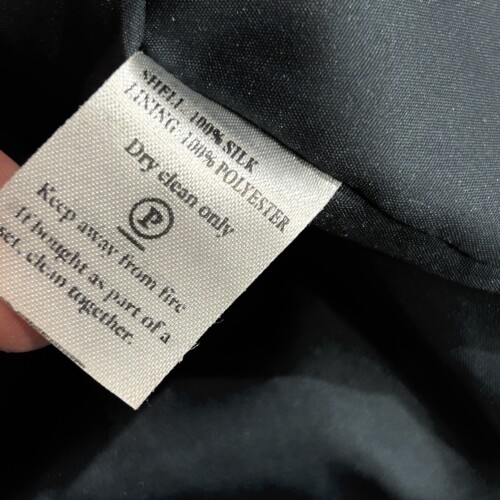 SHELL 100% SILK
LINING 100% POLYESTER
Dry clean only
P
Keep away from fire
If bought as part of a
set, clean together.